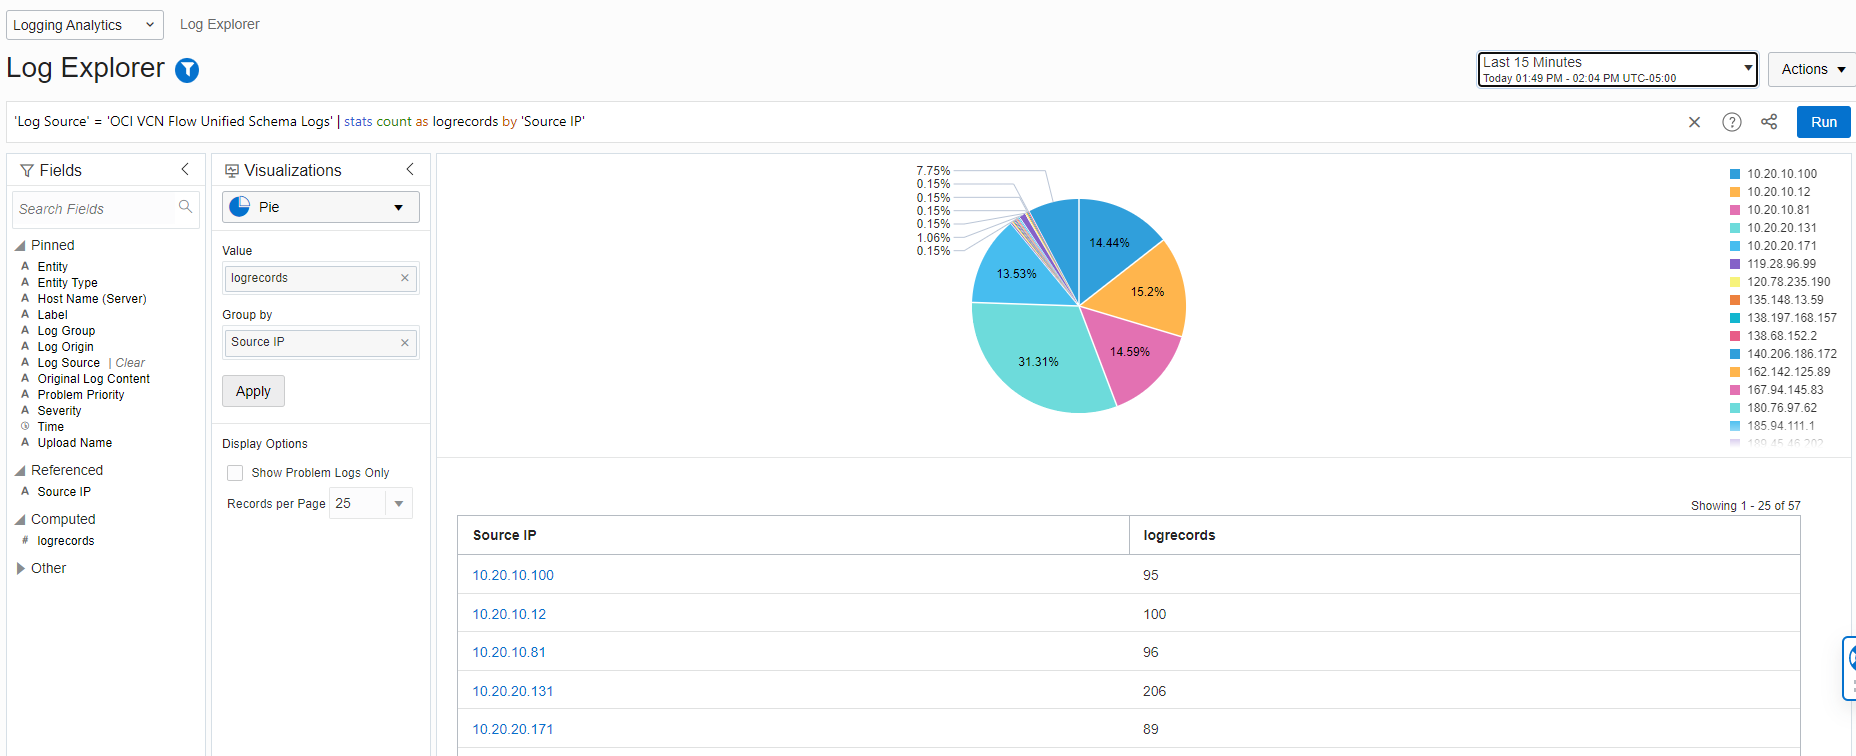 Logging Analytics
Log Explorer
Log Explorer
Last 15 Minutes
Today 01:49 PM - 02:04 PM UTC-05:00
Actions
'Log Source' = 'OCI VCN Flow Unified Schema Logs' | stats count as logrecords by 'Source IP'
Run
Fields
Search Fields
Pinned
A Entity
A Entity Type
A Host Name (Server)
A Label
A Log Group
A Log Origin
A Log Source | Clear
A Original Log Content
A Problem Priority
A Severity
Time
A Upload Name
Referenced
A Source IP
Computed
# logrecords
Other
Visualizations
Pie
Value
logrecords
Group by
Source IP
Apply
Display Options
Show Problem Logs Only
Records per Page 25
7.75%
0.15%
0.15%
0.15%
0.15%
1.06%
0.15%
14.44%
15.2%
14.59%
31.31%
13.53%
10.20.10.100
10.20.10.12
10.20.10.81
10.20.20.131
10.20.20.171
119.28.96.99
120.78.235.190
135.148.13.59
138.197.168.157
138.68.152.2
140.206.186.172
162.142.125.89
167.94.145.83
180.76.97.62
185.94.111.1
189.45.46.202
Showing 1 - 25 of 57
Source IP logrecords
10.20.10.100 95
10.20.10.12 100
10.20.10.81 96
10.20.20.131 206
10.20.20.171 89